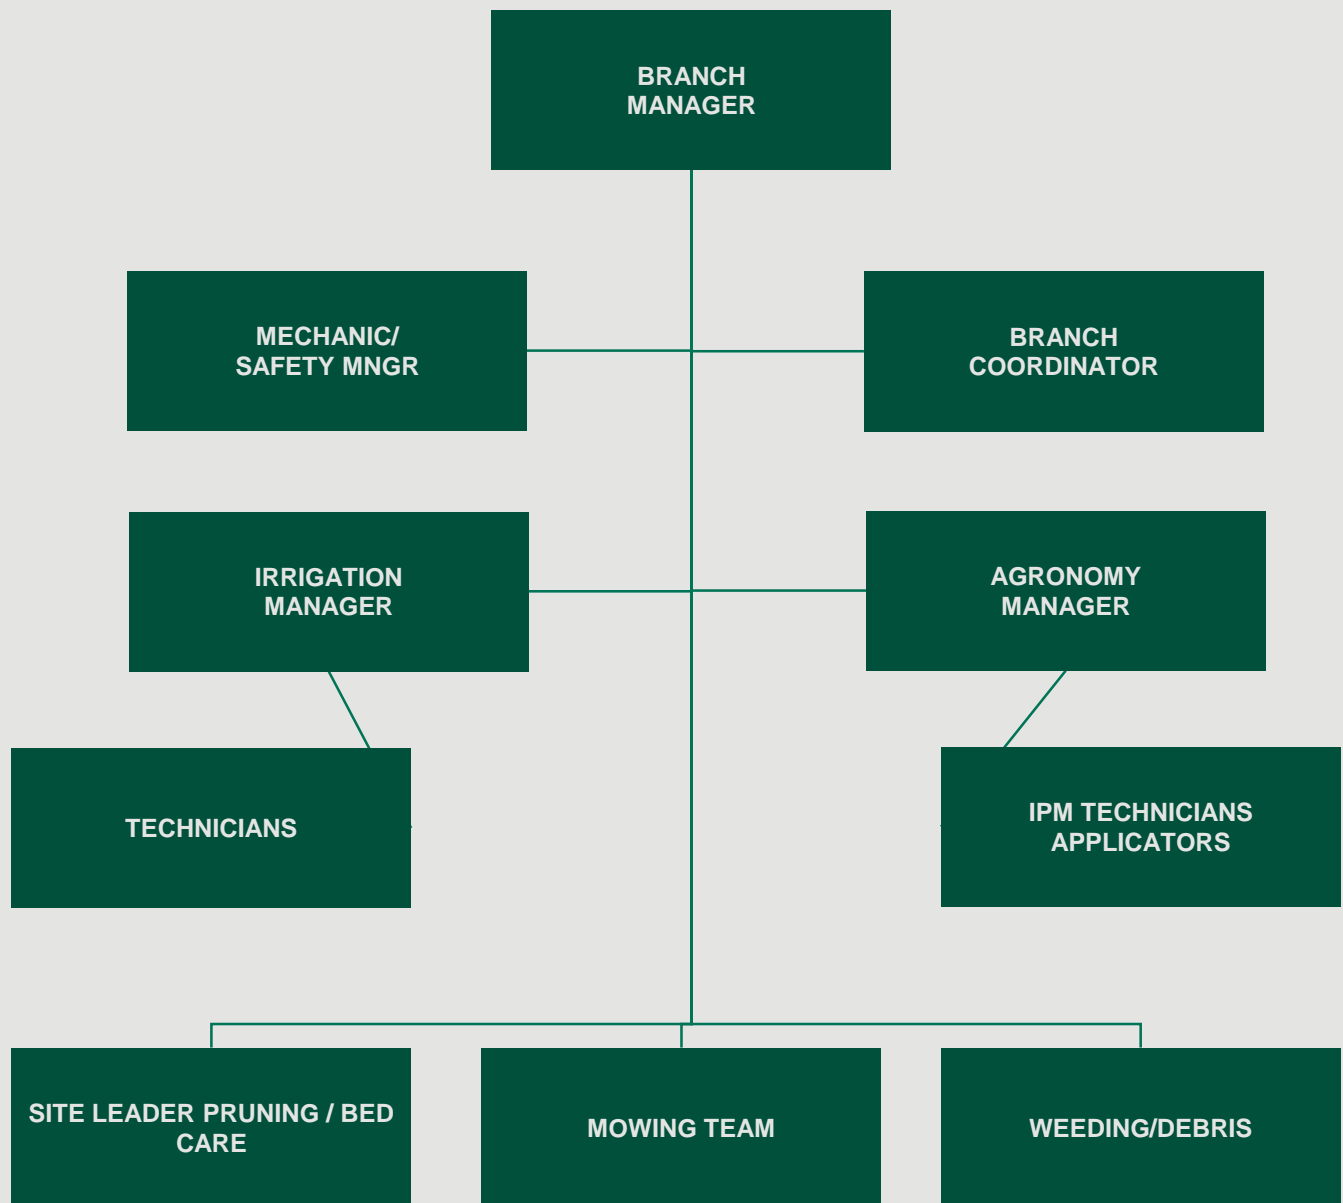 BRANCH
MANAGER
MECHANIC/
SAFETY MNGR
BRANCH
COORDINATOR
IRRIGATION
MANAGER
AGRONOMY
MANAGER
TECHNICIANS
IPM TECHNICIANS
APPLICATORS
SITE LEADER PRUNING / BED
CARE
MOWING TEAM
WEEDING/DEBRIS